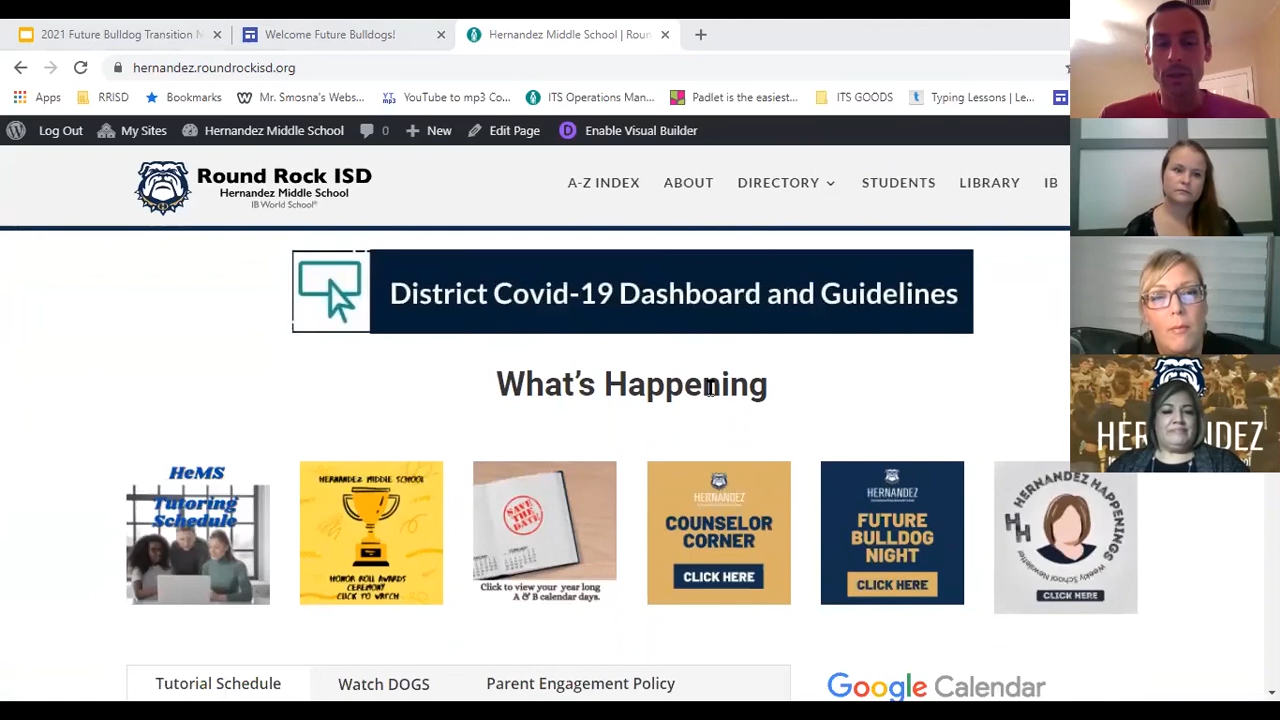 2021 Future Bulldog Transition N
Welcome Future Bulldogs!
Hernandez Middle School | Roun
hernandez.roundrockisd.org
Apps
RRISD
Bookmarks
Mr. Smosna's Webs...
YouTube to mp3 Co...
ITS Operations Man...
Padlet is the easiest...
ITS GOODS
Typing Lessons | Le...
Log Out
My Sites
Hernandez Middle School
0
New
Edit Page
Enable Visual Builder
Round Rock ISD
Hernandez Middle School
IB World School®
A-Z INDEX
ABOUT
DIRECTORY
STUDENTS
LIBRARY
IB
District Covid-19 Dashboard and Guidelines
What's Happening
HeMS
Tutoring
Schedule
HERNANDEZ MIDDLE SCHOOL
HONOR ROLL AWARDS
CEREMONY
CLICK TO WATCH
SAVE
THE
DATE
Click to view your year long
A & B calendar days.
HERNANDEZ
COUNSELOR
CORNER
CLICK HERE
HERNANDEZ
FUTURE
BULLDOG
NIGHT
CLICK HERE
HERNANDEZ HAPPENINGS
HH
Weekly School Newsletter
CLICK HERE
HERNANDEZ
Tutorial Schedule
Watch DOGS
Parent Engagement Policy
Google Calendar